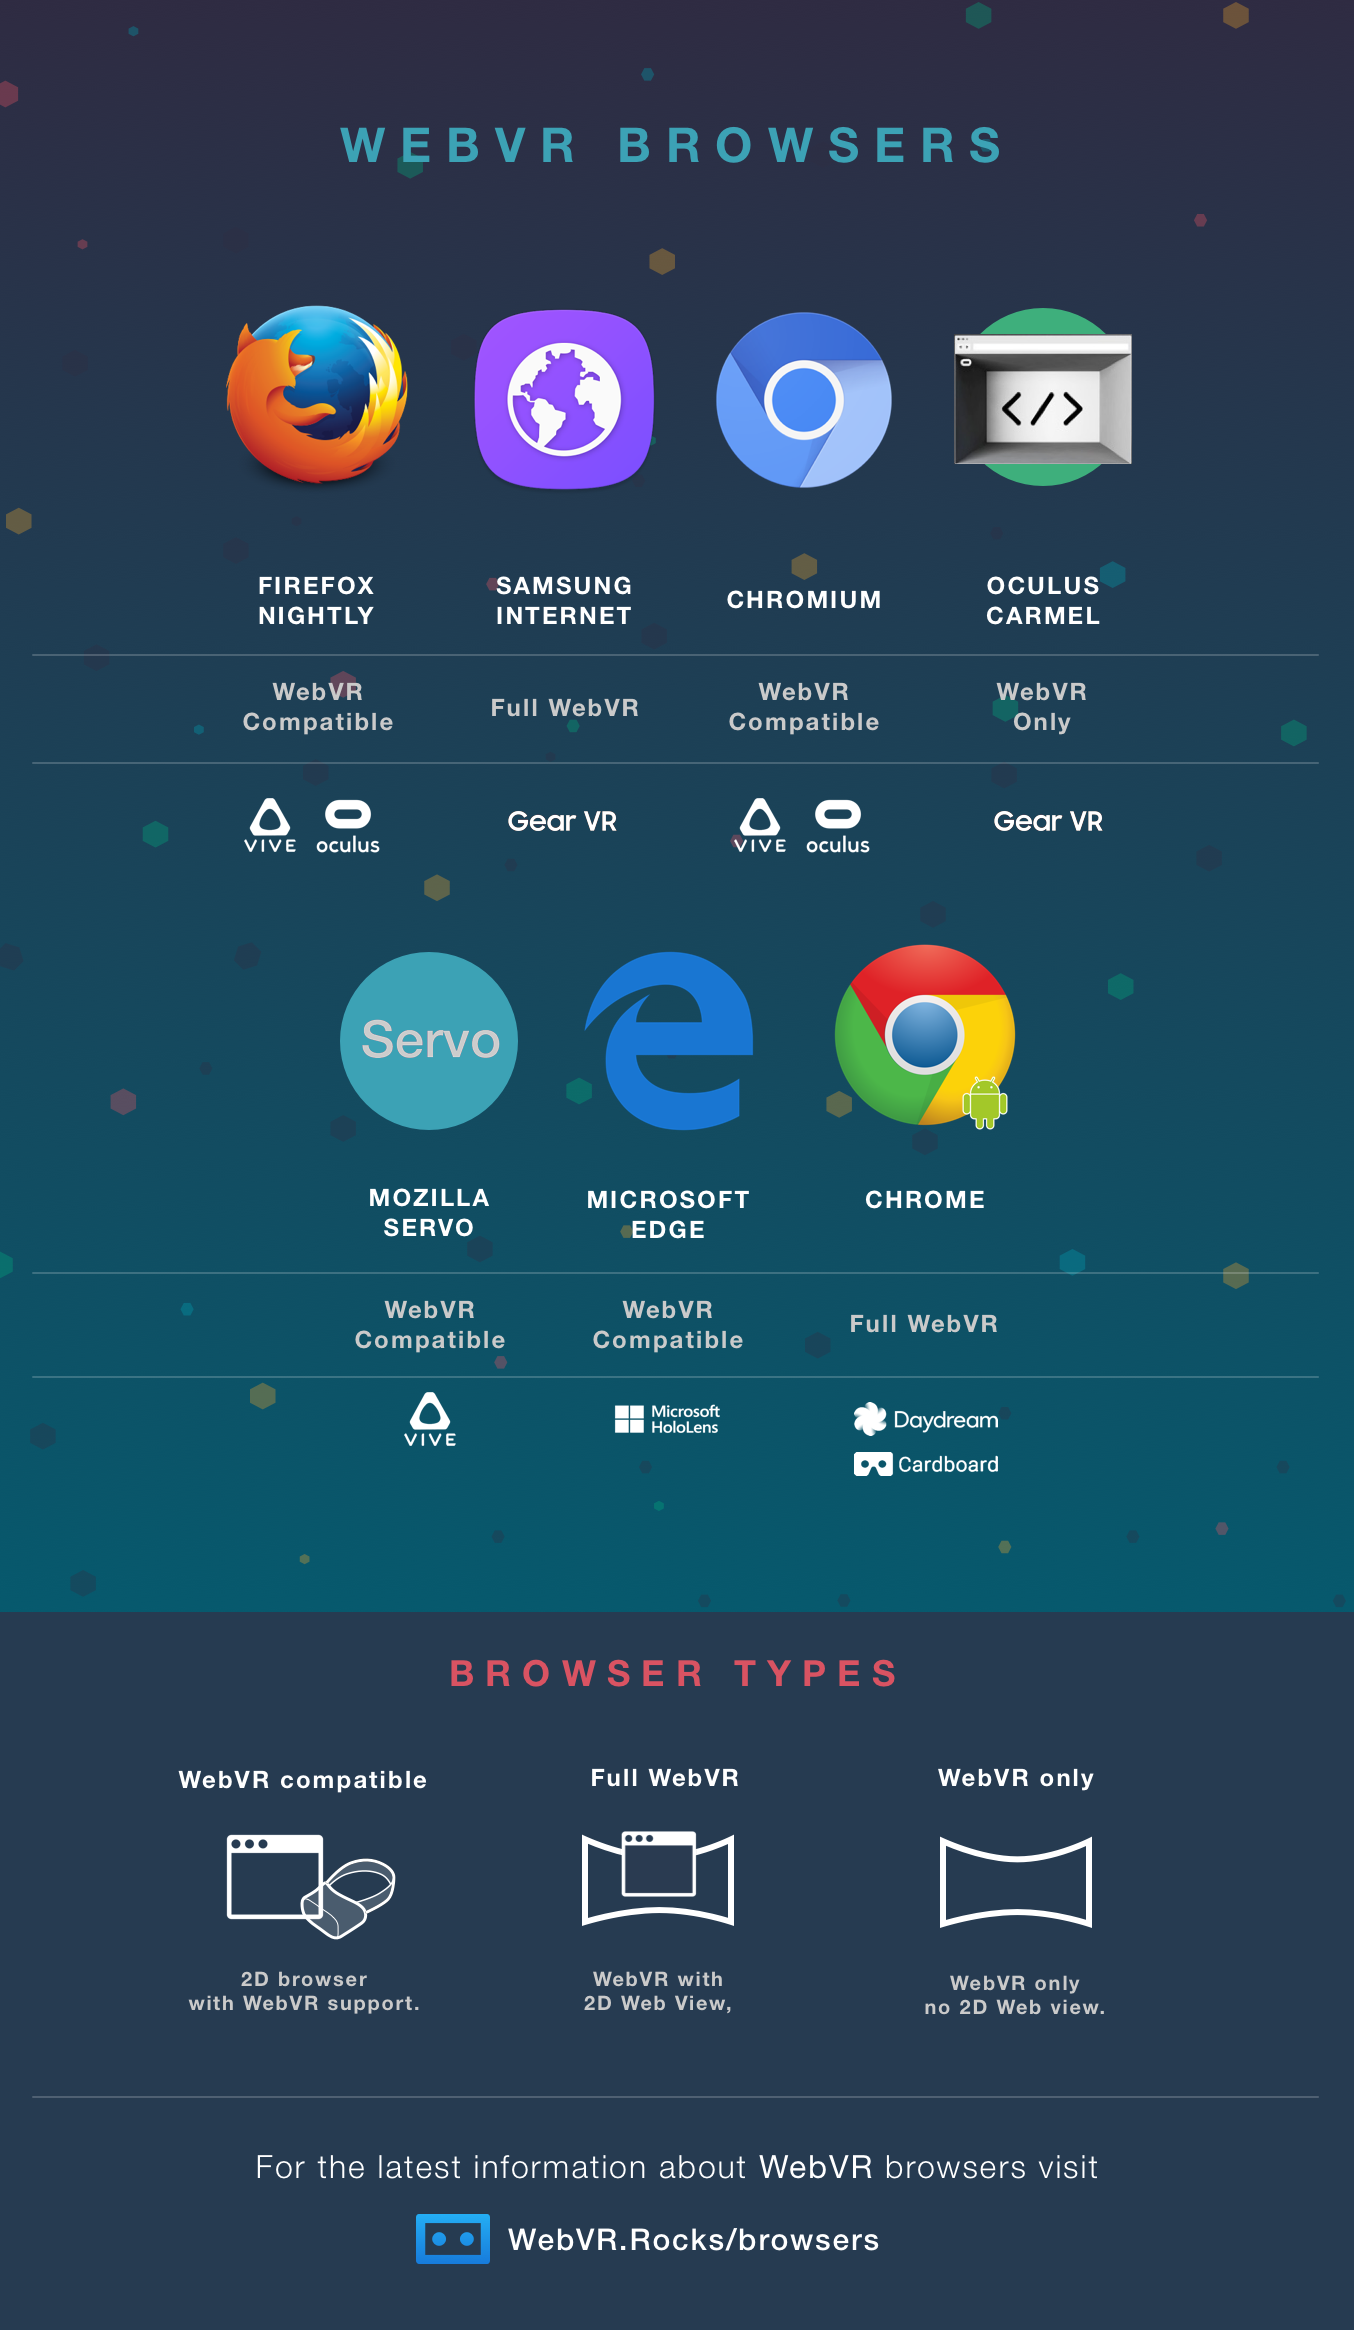 WEBVR BROWSERS
</>
FIREFOX
NIGHTLY
SAMSUNG
INTERNET
CHROMIUM
OCULUS
CARMEL
WebVR
Compatible
Full WebVR
WebVR
Compatible
WebVR
Only
VIVE
oculus
Gear VR
VIVE
oculus
Gear VR
Servo
MOZILLA
SERVO
MICROSOFT
EDGE
CHROME
WebVR
Compatible
WebVR
Compatible
Full WebVR
VIVE
Microsoft
HoloLens
Daydream
Cardboard
BROWSER TYPES
WebVR compatible
Full WebVR
WebVR only
2D browser
with WebVR support.
WebVR with
2D Web View,
WebVR only
no 2D Web view.
For the latest information about WebVR browsers visit
WebVR.Rocks/browsers